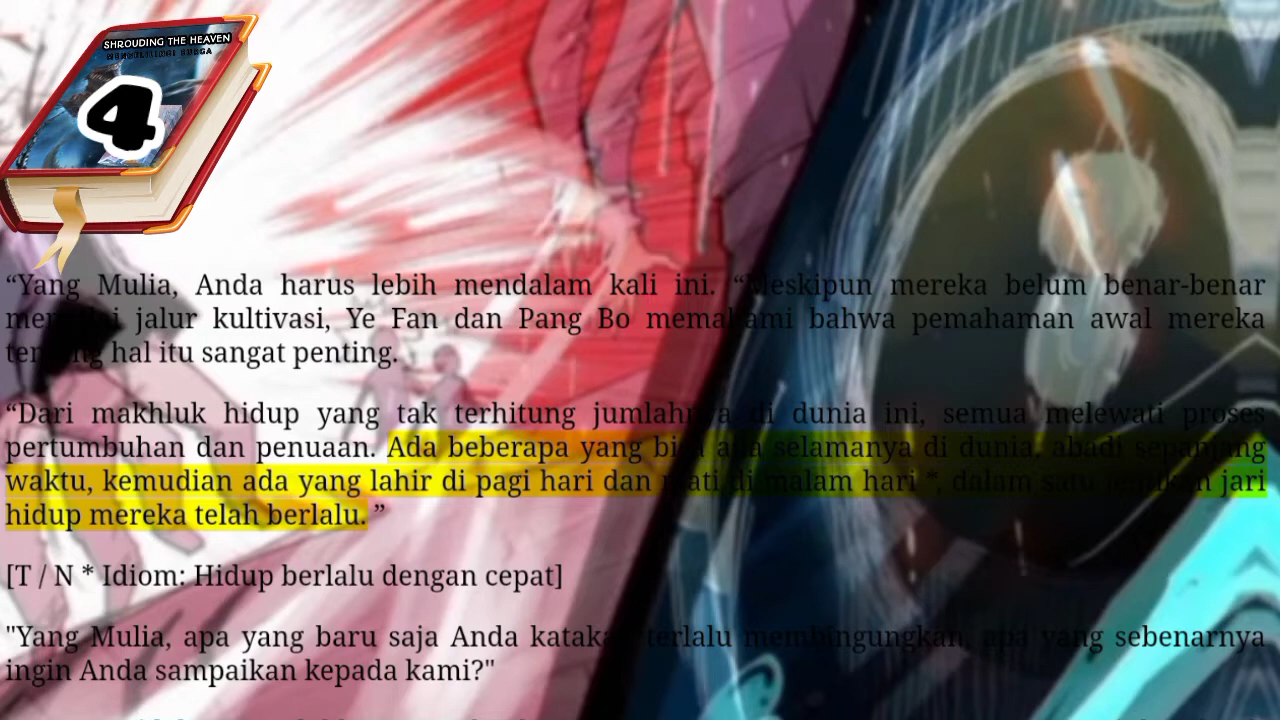 SHROUDING THE HEAVEN
4
“Yang Mulia, Anda harus lebih mendalam kali ini. “Meskipun mereka belum benar-benar
jalur kultivasi, Ye Fan dan Pang Bo memahami bahwa pemahaman awal mereka
tentang hal itu sangat penting.
“Dari makhluk hidup yang tak terhitung jumlahnya di dunia ini, semua melewati proses
pertumbuhan dan penuaan. Ada beberapa yang bisa ada selamanya di dunia, abadi sepanjang
waktu, kemudian ada yang lahir di pagi hari dan mati di malam hari *, dalam satu jentikan jari
hidup mereka telah berlalu. ”
[T / N * Idiom: Hidup berlalu dengan cepat]
"Yang Mulia, apa yang baru saja Anda katakan terlalu membingungkan, apa yang sebenarnya
ingin Anda sampaikan kepada kami?"